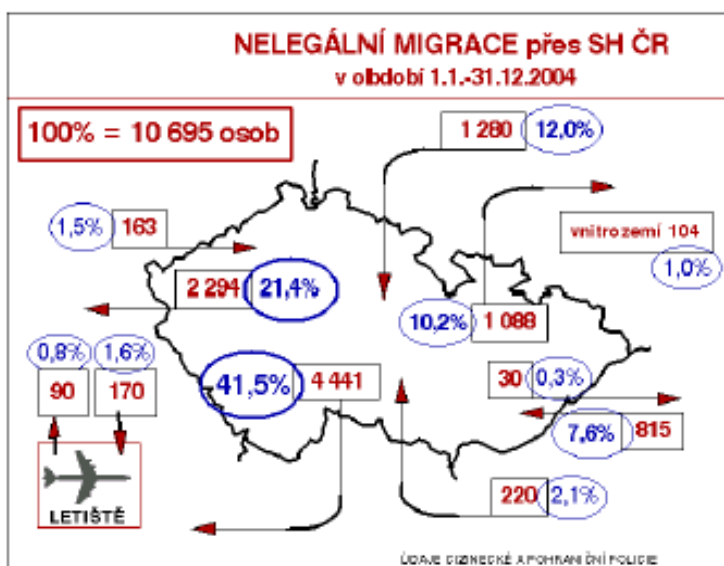 NELEGÁLNÍ MIGRACE přes SH ČR
v období 1.1.-31.12.2004
100% = 10 695 osob
1 280 12,0%
1,5% 163
vnitrozemí 104
1,0%
2 294 21,4%
10,2% 1 088
0,8% 1,6%
90 170
41,5% 4 441
30 0,3%
7,6% 815
220 2,1%
LETIŠTĚ
ÚDAJE CIZINECKÉ A POHRANIČNÍ POLICIE